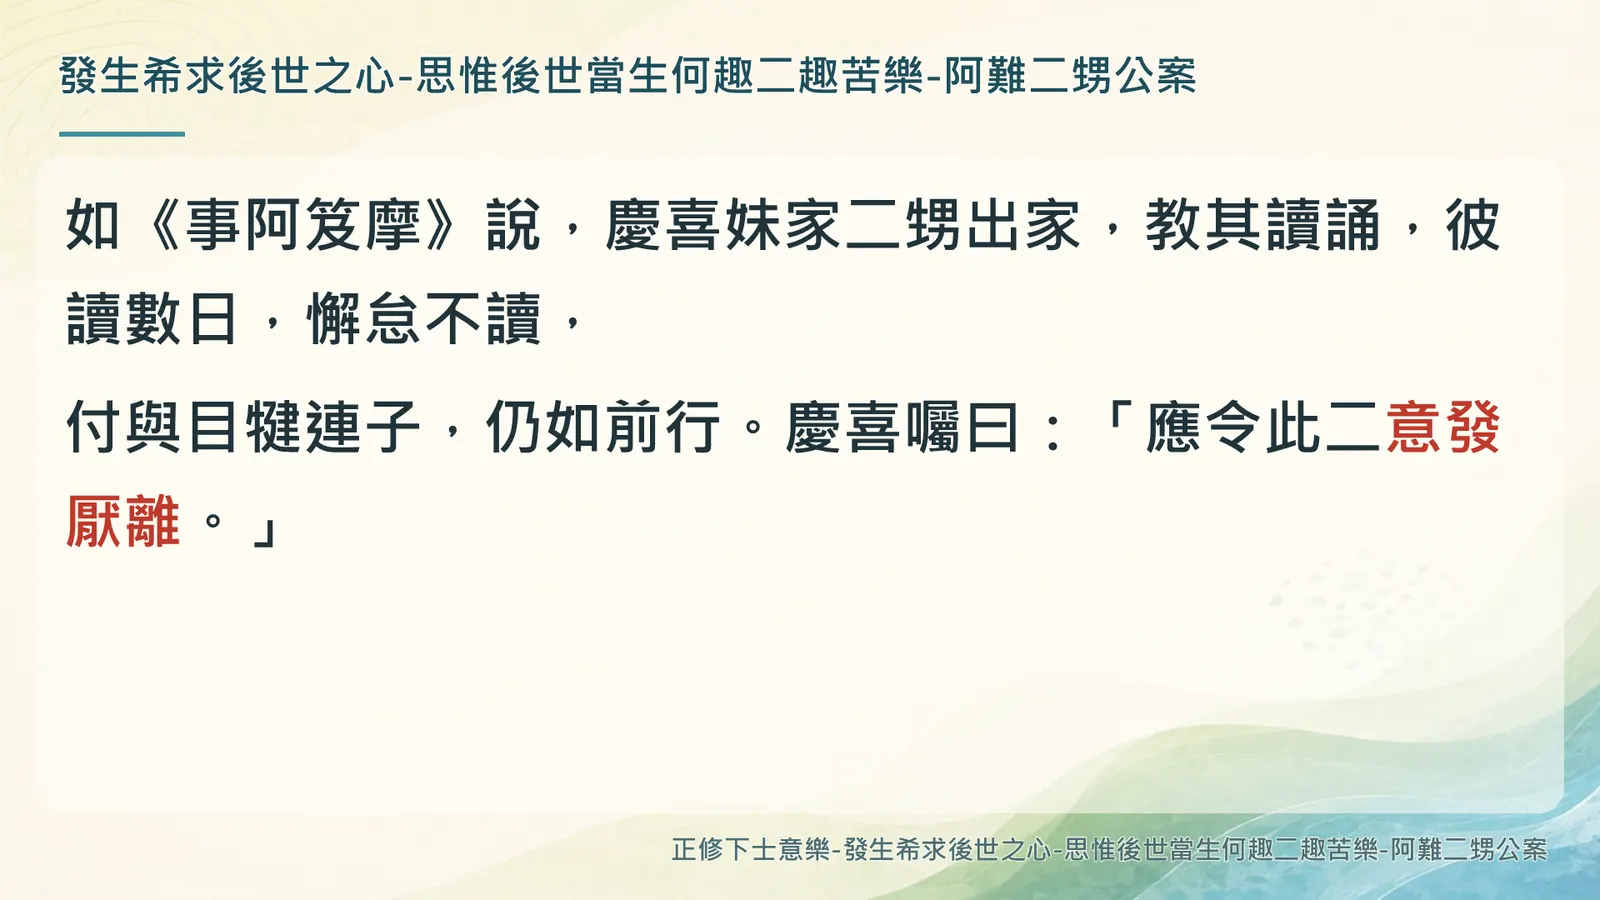 發生希求後世之心-思惟後世當生何趣二趣苦樂-阿難二甥公案
如《事阿笈摩》說，慶喜妹家二甥出家，教其讀誦，彼
讀數日，懈怠不讀，
付與目犍連子，仍如前行。慶喜囑曰：「應令此二意發
厭離。」
正修下士意樂-發生希求後世之心-思惟後世當生何趣二趣苦樂-阿難二甥公案